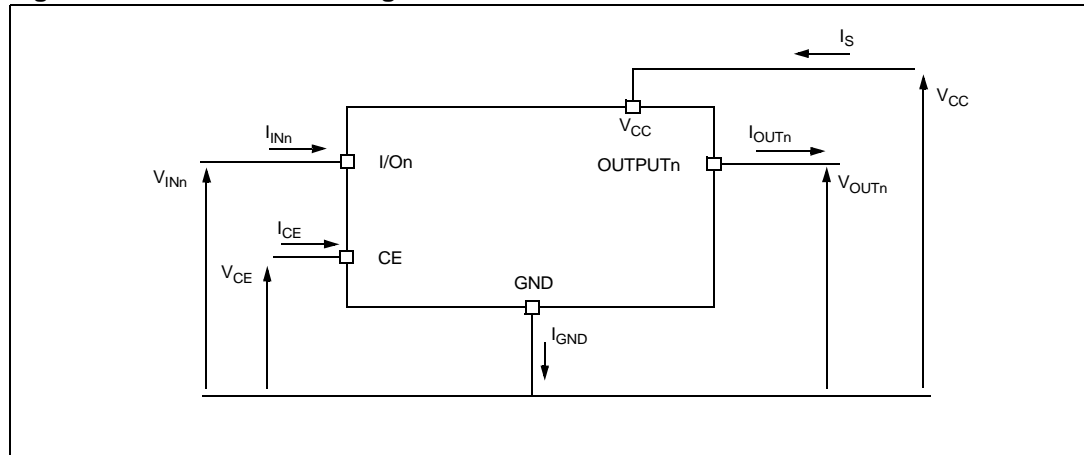 I_S
V_CC
V_CC
I_INn
I/On
OUTPUTn
I_OUTn
V_INn
V_OUTn
I_CE
CE
V_CE
GND
I_GND